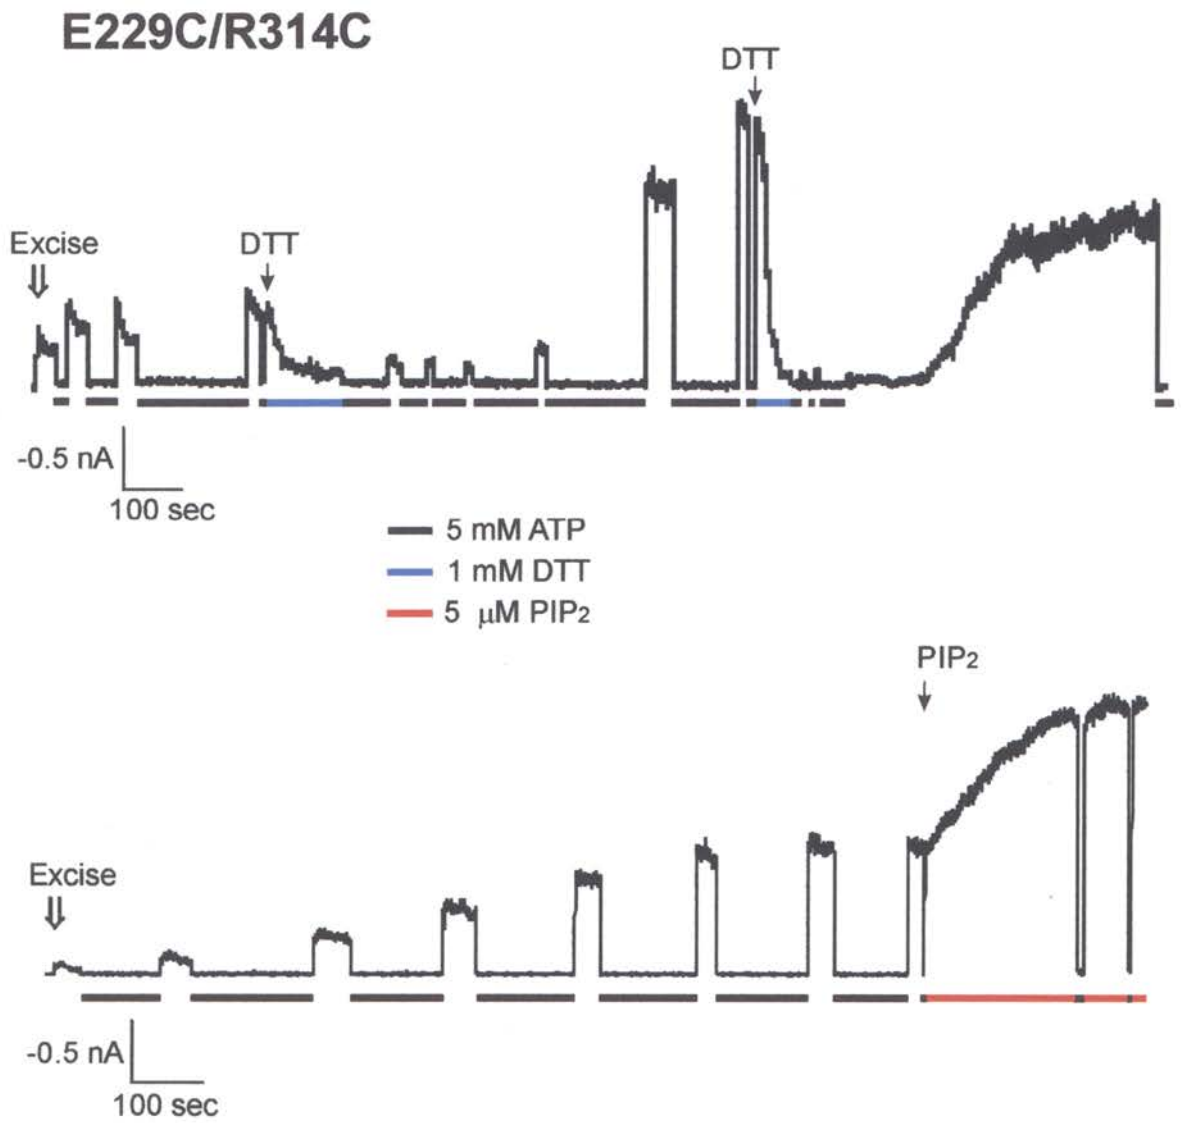 E229C/R314C
DTT
Excise
DTT
-0.5 nA
100 sec
5 mM ATP
1 mM DTT
5 μM PIP2
PIP2
Excise
-0.5 nA
100 sec